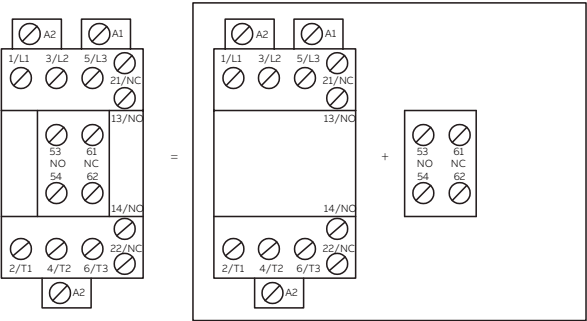 A2 A1
1/L1 3/L2 5/L3
21/NC
13/NO
53 61
NO NC
54 62
14/NO
22/NC
2/T1 4/T2 6/T3
A2
=
A2 A1
1/L1 3/L2 5/L3
21/NC
13/NO
14/NO
22/NC
2/T1 4/T2 6/T3
A2
+
53 61
NO NC
54 62